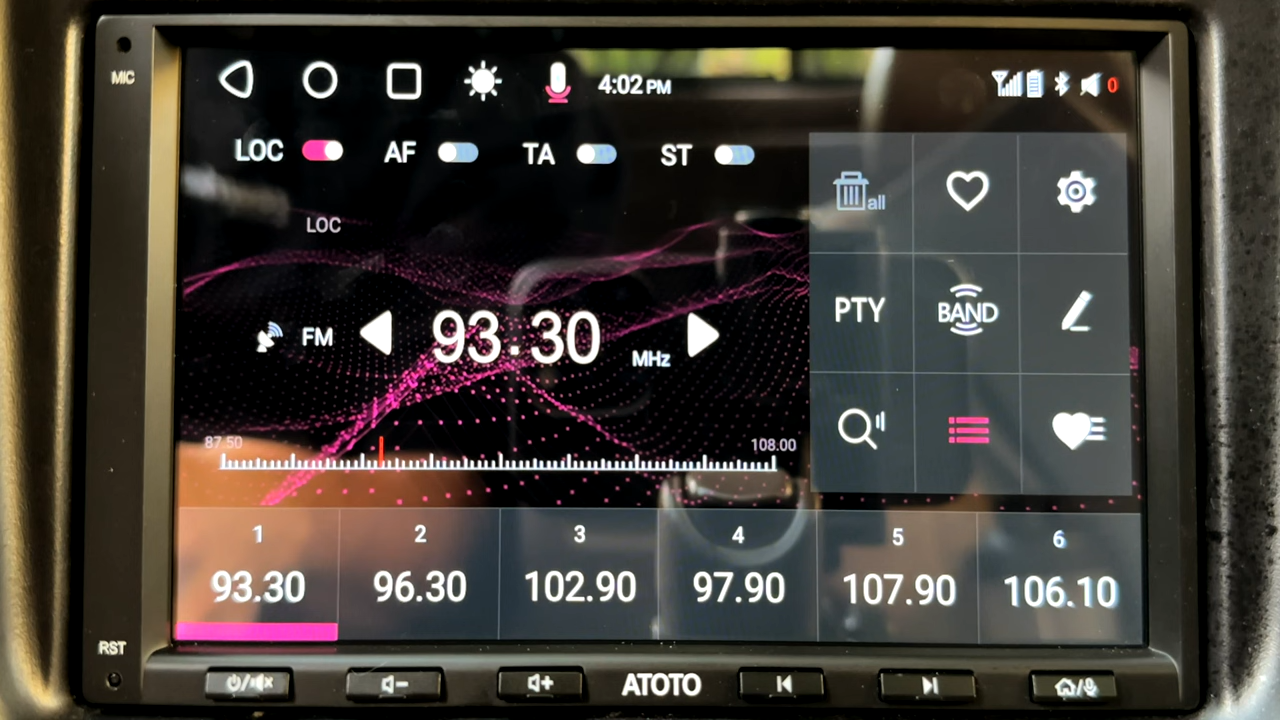 MIC
4:02 PM
0
LOC AF TA ST
all
LOC
PTY BAND
FM 93.30 MHz
87.50 108.00
1 2 3 4 5 6
93.30 96.30 102.90 97.90 107.90 106.10
RST
ATOTO